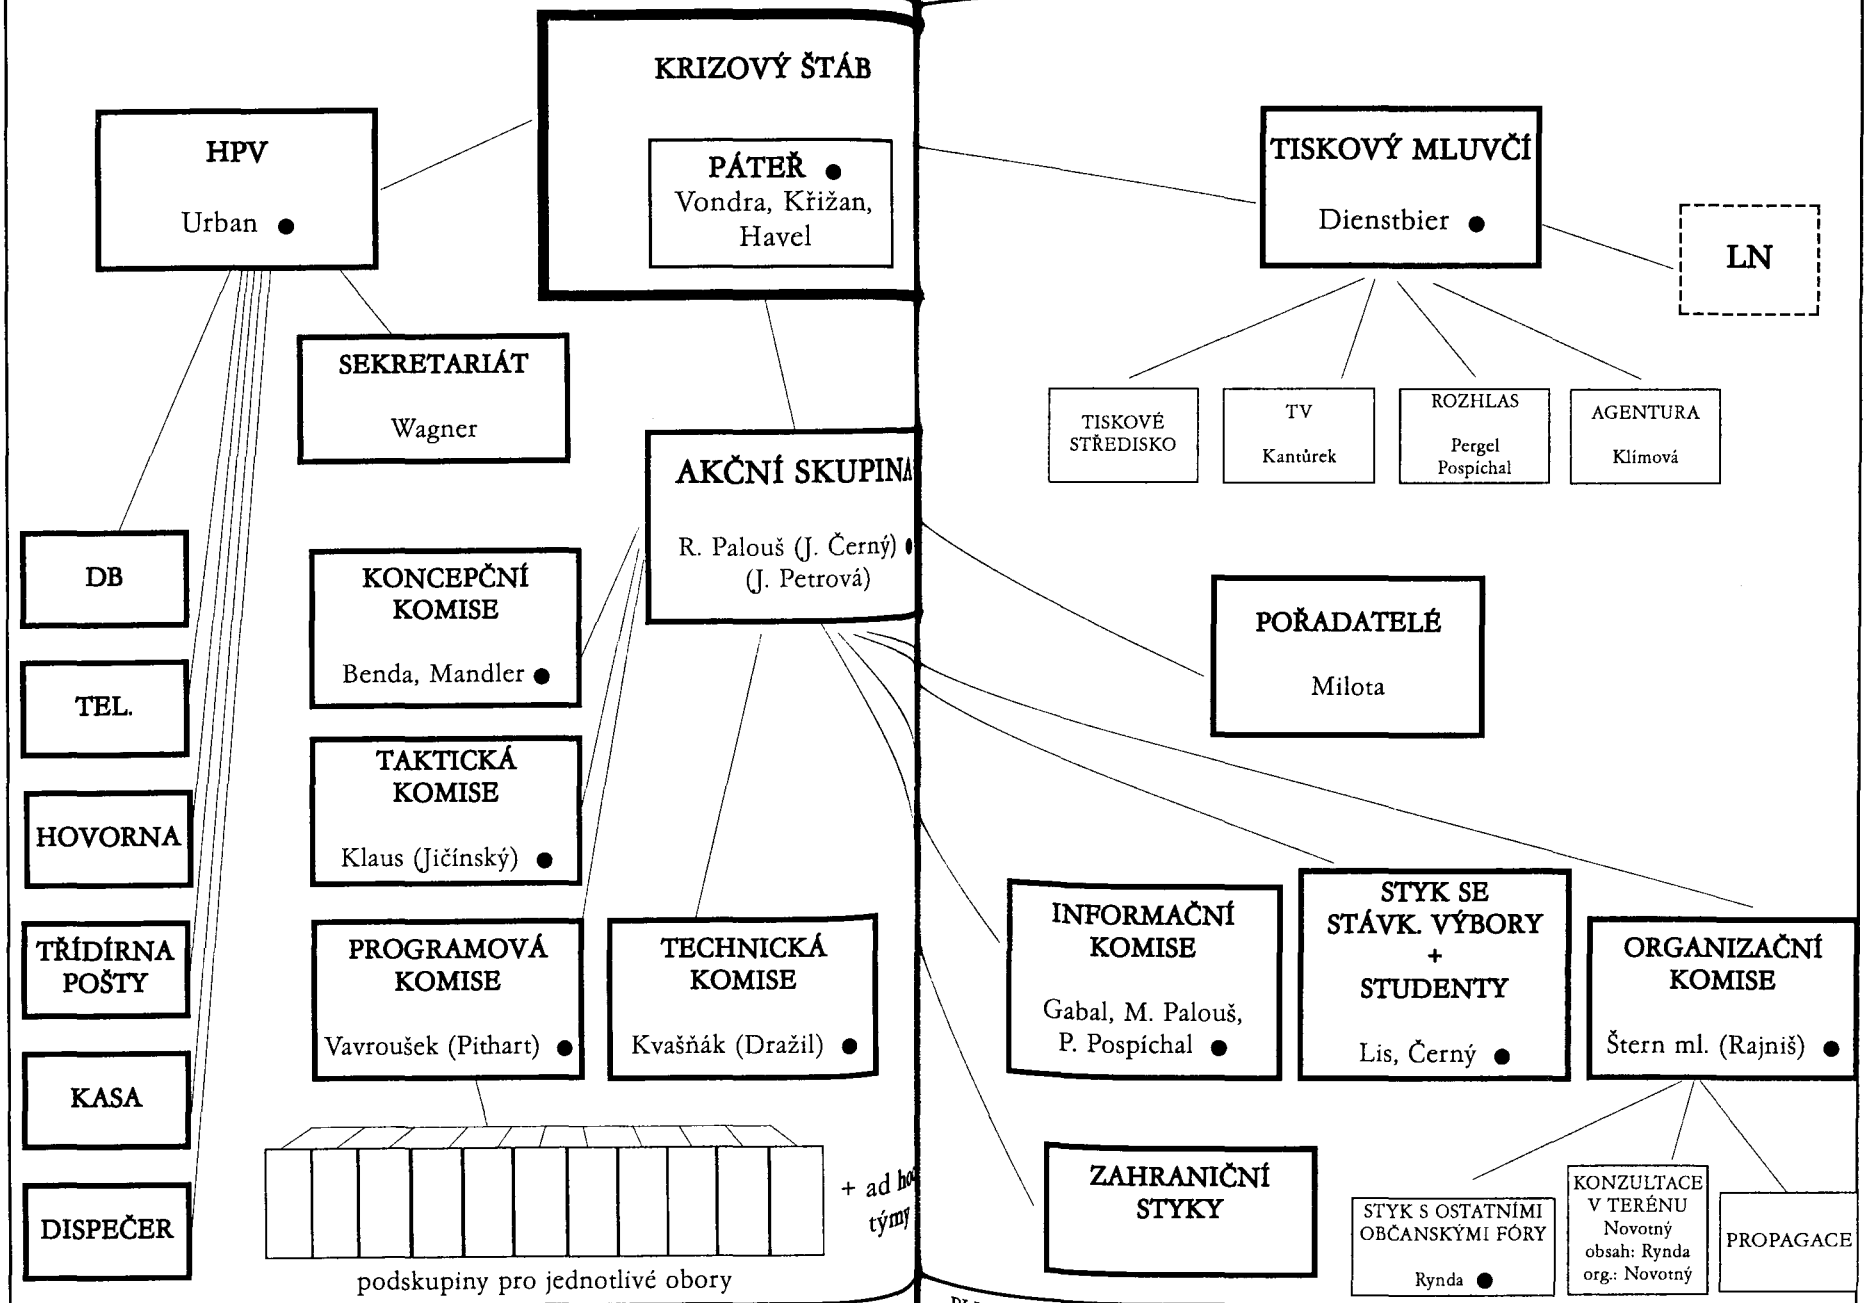 KRIZOVÝ ŠTÁB
PÁTEŘ
Vondra, Křižan,
Havel
HPV
Urban
TISKOVÝ MLUVČÍ
Dienstbier
LN
SEKRETARIÁT
Wagner
TISKOVÉ
STŘEDISKO
TV
Kantůrek
ROZHLAS
Pergel
Pospíchal
AGENTURA
Klímová
AKČNÍ SKUPINA
R. Palouš (J. Černý)
(J. Petrová)
DB
TEL.
HOVORNA
TŘÍDÍRNA
POŠTY
KASA
DISPEČER
KONCEPČNÍ
KOMISE
Benda, Mandler
TAKTICKÁ
KOMISE
Klaus (Jičínský)
PROGRAMOVÁ
KOMISE
Vavroušek (Pithart)
TECHNICKÁ
KOMISE
Kvašňák (Dražil)
+ ad hoc
týmy
podskupiny pro jednotlivé obory
POŘADATELÉ
Milota
INFORMAČNÍ
KOMISE
Gabal, M. Palouš,
P. Pospíchal
STYK SE
STÁVK. VÝBORY
+
STUDENTY
Lis, Černý
ORGANIZAČNÍ
KOMISE
Štern ml. (Rajniš)
ZAHRANIČNÍ
STYKY
STYK S OSTATNÍMI
OBČANSKÝMI FÓRY
Rynda
KONZULTACE
V TERÉNU
Novotný
obsah: Rynda
org.: Novotný
PROPAGACE